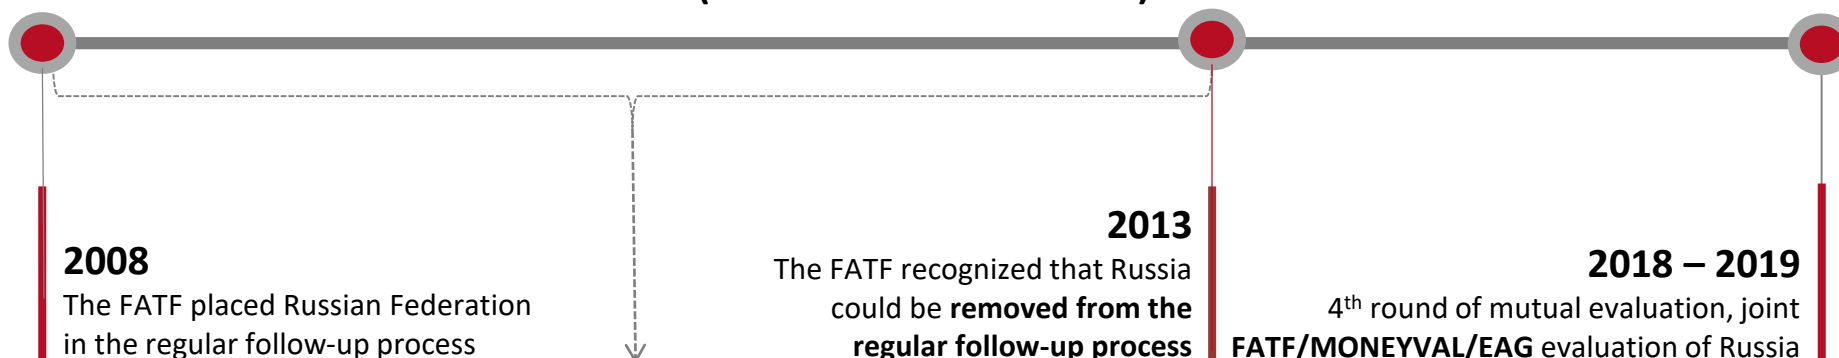 2008
The FATF placed Russian Federation
in the regular follow-up process
2013
The FATF recognized that Russia
could be removed from the
regular follow-up process
2018 – 2019
4th round of mutual evaluation, joint
FATF/MONEYVAL/EAG evaluation of Russia